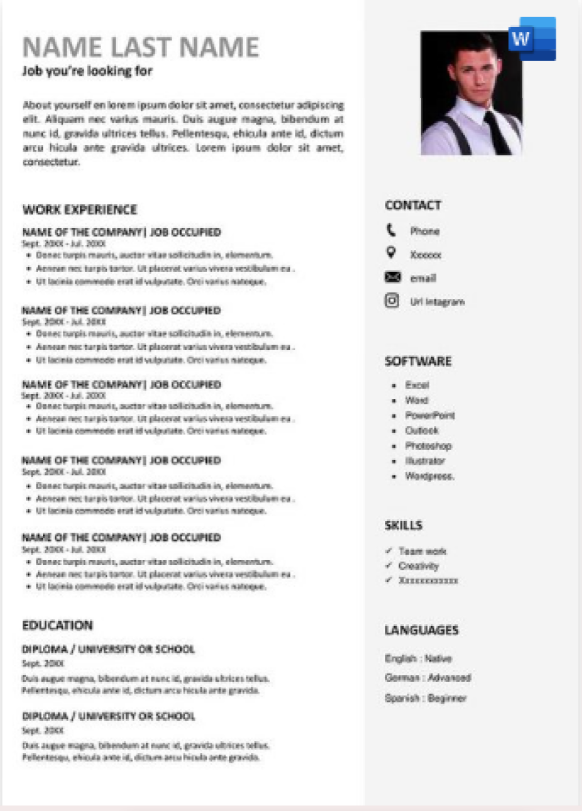 NAME LAST NAME
Job you're looking for
About yourself en lorem ipsum dolor sit amet, consectetur adipiscing
elit. Aliquam nec varius mauris. Duis augue magna, bibendum at
nunc id, gravida ultrices tellus. Pellentesqu, ehicula ante id, dictum
arcu hicula ante gravida ultrices. Lorem ipsum dolor sit amet,
consectetur.
WORK EXPERIENCE
NAME OF THE COMPANY| JOB OCCUPIED
Sept. 20XX - Jul. 20XX
• Donec turpis mauris, auctor vitae sollicitudin in, elementum.
• Aenean nec turpis tortor. Ut placerat varius vivera vestibulum ea .
• Ut lacinia commodo erat id vulputate. Orci varius natoque.
NAME OF THE COMPANY| JOB OCCUPIED
Sept. 20XX - Jul. 20XX
• Donec turpis mauris, auctor vitae sollicitudin in, elementum.
• Aenean nec turpis tortor. Ut placerat varius vivera vestibulum ea .
• Ut lacinia commodo erat id vulputate. Orci varius natoque.
NAME OF THE COMPANY| JOB OCCUPIED
Sept. 20XX - Jul. 20XX
• Donec turpis mauris, auctor vitae sollicitudin in, elementum.
• Aenean nec turpis tortor. Ut placerat varius vivera vestibulum ea .
• Ut lacinia commodo erat id vulputate. Orci varius natoque.
NAME OF THE COMPANY| JOB OCCUPIED
Sept. 20XX - Jul. 20XX
• Donec turpis mauris, auctor vitae sollicitudin in, elementum.
• Aenean nec turpis tortor. Ut placerat varius vivera vestibulum ea .
• Ut lacinia commodo erat id vulputate. Orci varius natoque.
NAME OF THE COMPANY| JOB OCCUPIED
Sept. 20XX - Jul. 20XX
• Donec turpis mauris, auctor vitae sollicitudin in, elementum.
• Aenean nec turpis tortor. Ut placerat varius vivera vestibulum ea .
• Ut lacinia commodo erat id vulputate. Orci varius natoque.
EDUCATION
DIPLOMA / UNIVERSITY OR SCHOOL
Sept. 20XX
Duis augue magna, bibendum at nunc id, gravida ultrices tellus.
Pellentesqu, ehicula ante id, dictum arcu hicula ante gravida.
DIPLOMA / UNIVERSITY OR SCHOOL
Sept. 20XX
Duis augue magna, bibendum at nunc id, gravida ultrices tellus.
Pellentesqu, ehicula ante id, dictum arcu hicula ante gravida.
W
CONTACT
Phone
Xxxxxx
email
Url Intagram
SOFTWARE
• Excel
• Word
• PowerPoint
• Outlook
• Photoshop
• Illustrator
• Wordpress.
SKILLS
✓ Team work
✓ Creativity
✓ Xxxxxxxxxxxx
LANGUAGES
English : Native
German : Advanced
Spanish : Beginner